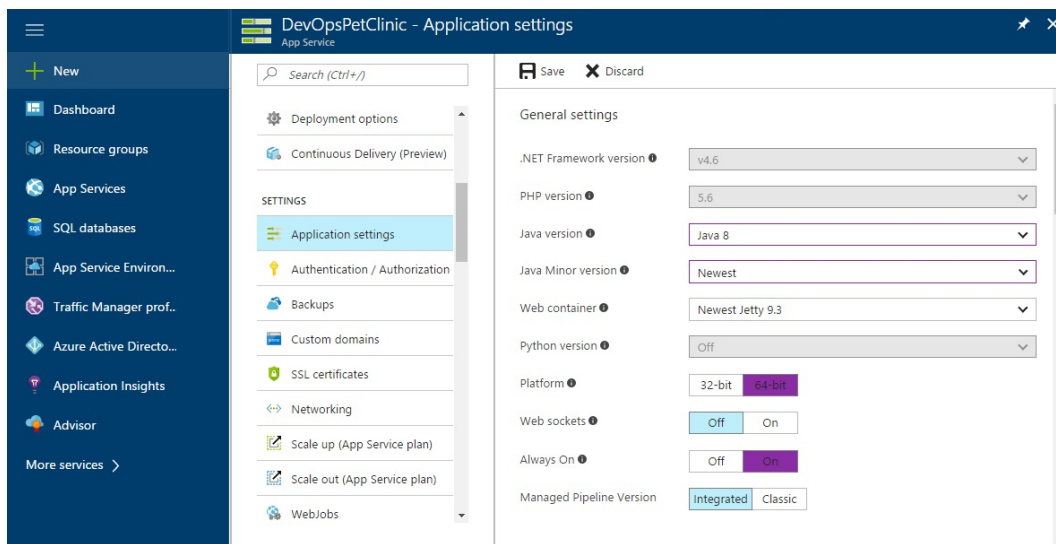 DevOpsPetClinic - Application settings
App Service
New
Dashboard
Resource groups
App Services
SQL databases
App Service Environ...
Traffic Manager prof..
Azure Active Directo...
Application Insights
Advisor
More services >
Search (Ctrl+/)
Deployment options
Continuous Delivery (Preview)
SETTINGS
Application settings
Authentication / Authorization
Backups
Custom domains
SSL certificates
Networking
Scale up (App Service plan)
Scale out (App Service plan)
WebJobs
Save Discard
General settings
.NET Framework version v4.6
PHP version 5.6
Java version Java 8
Java Minor version Newest
Web container Newest Jetty 9.3
Python version Off
Platform 32-bit 64-bit
Web sockets Off On
Always On Off On
Managed Pipeline Version Integrated Classic